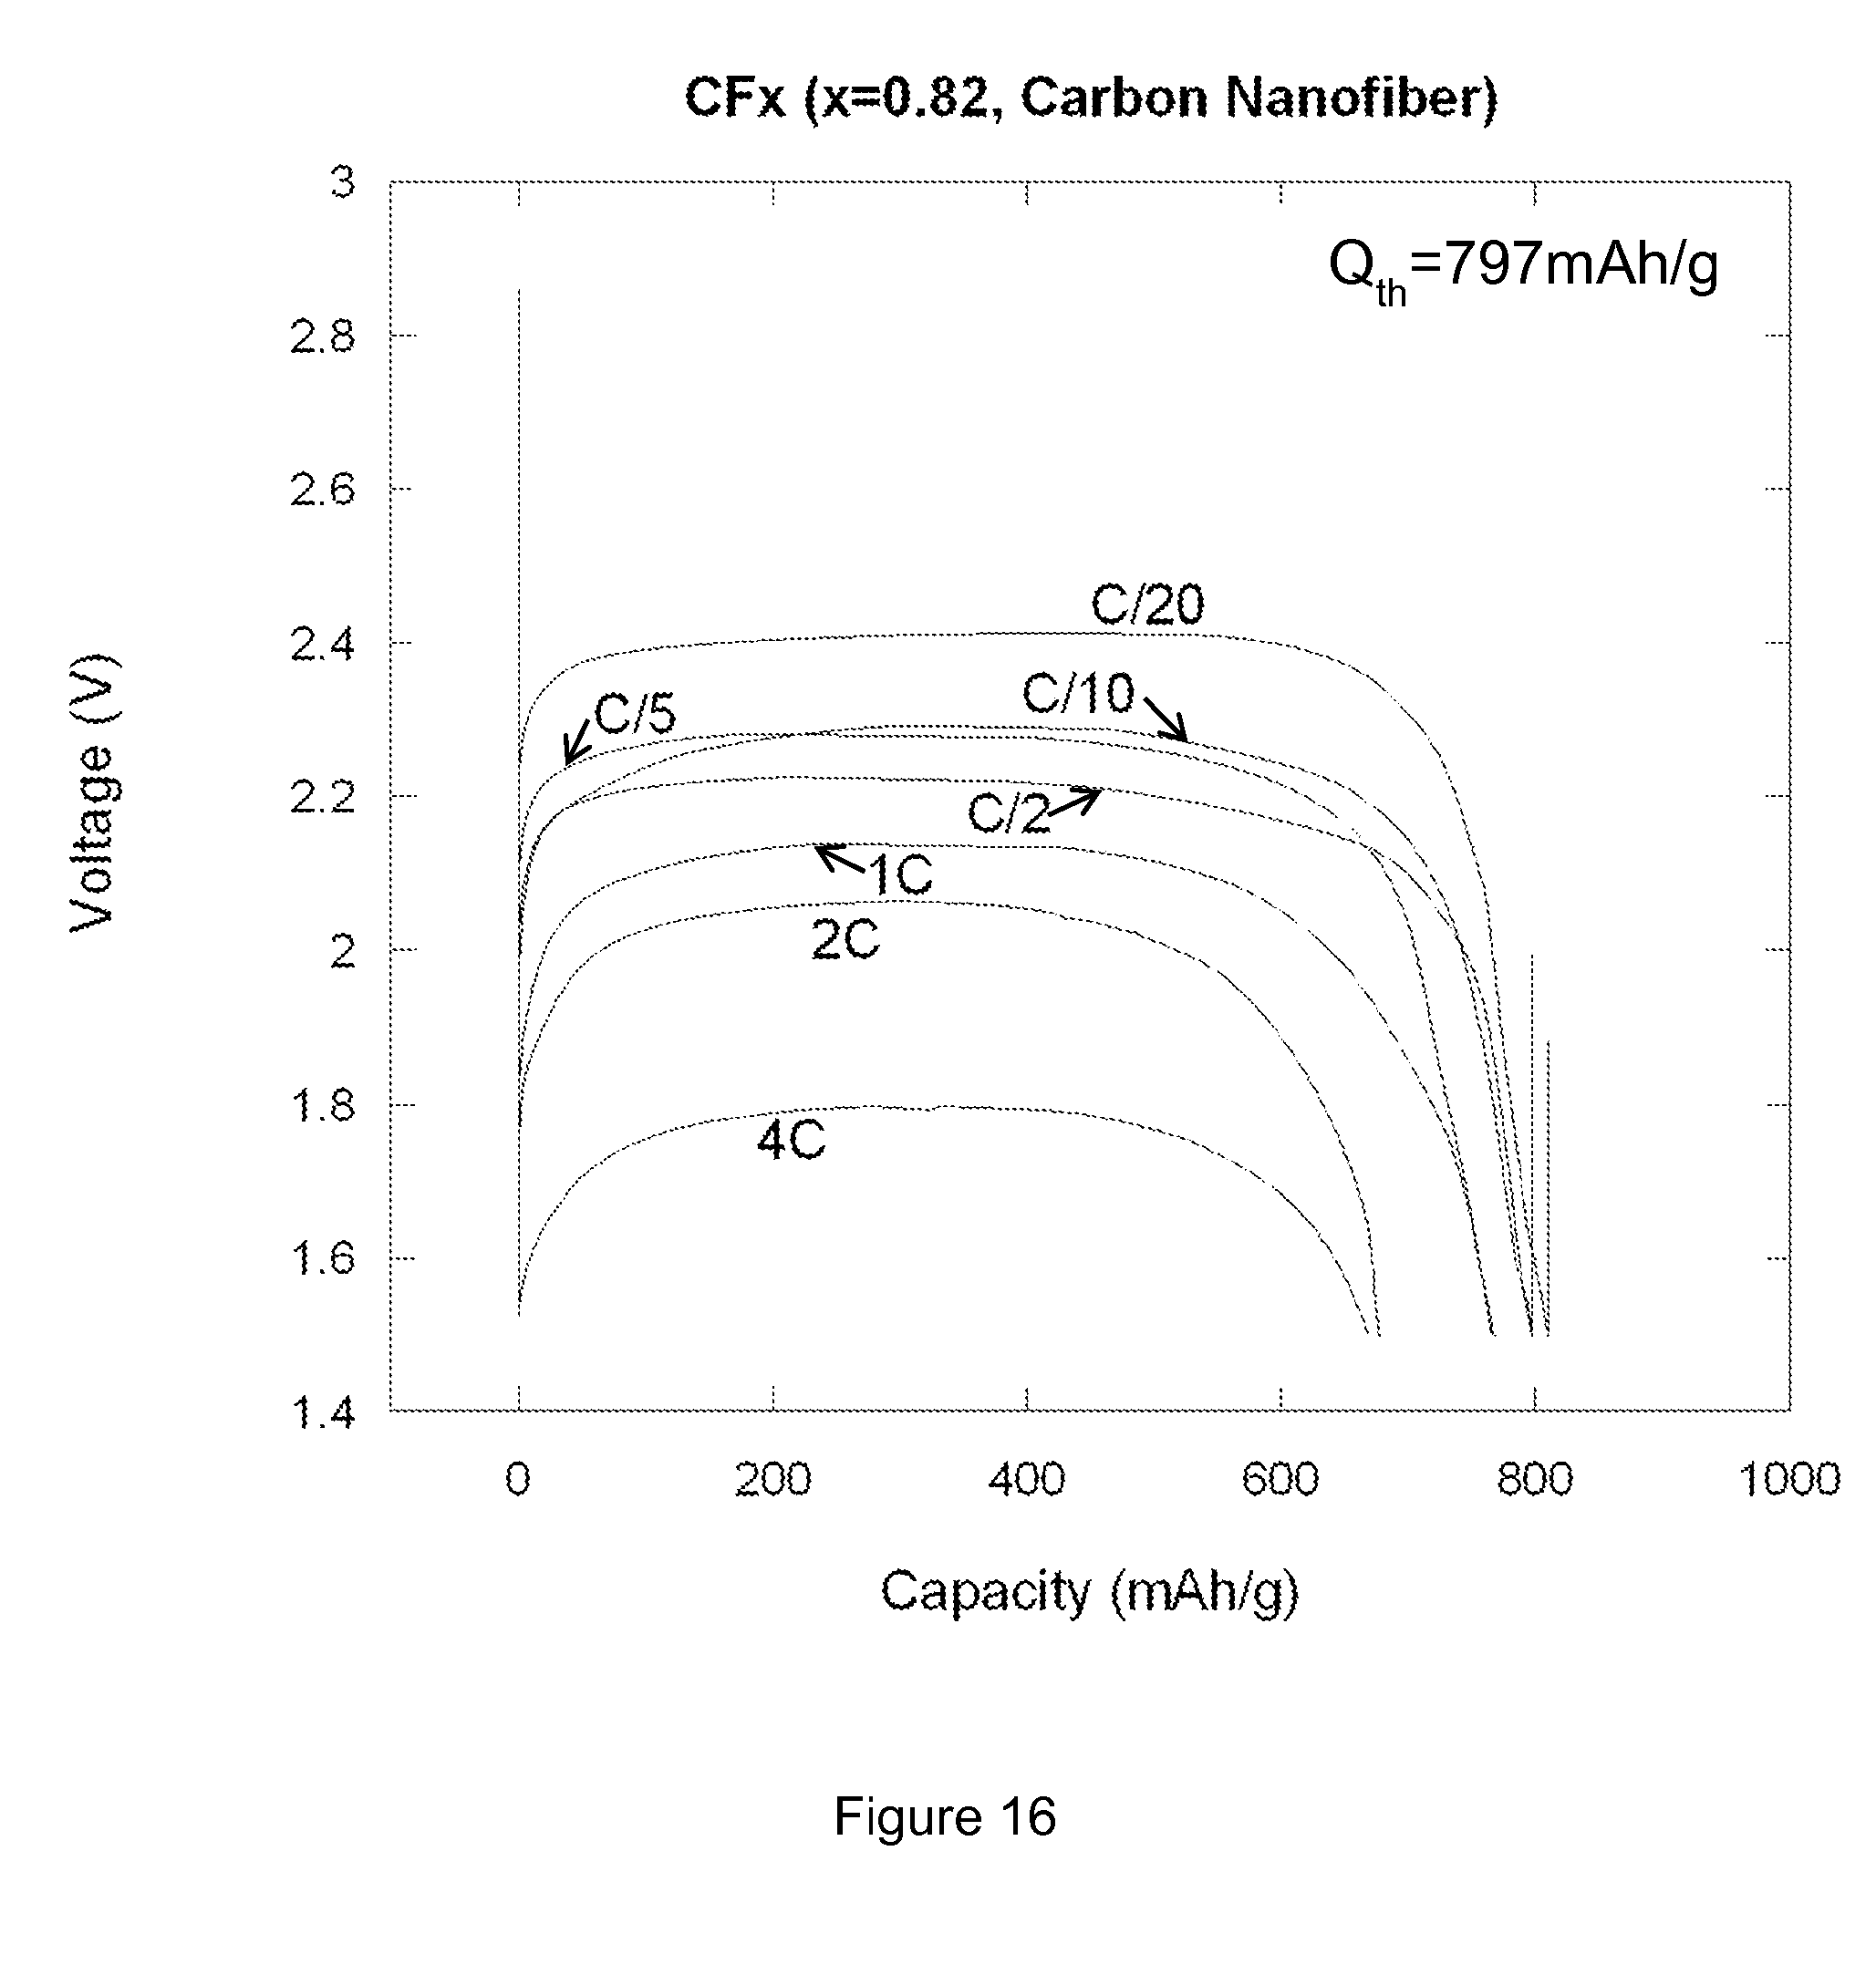 CFx (x=0.82, Carbon Nanofiber)
3
Q_th=797mAh/g
2.8
2.6
C/20
2.4
C/5
C/10
2.2
C/2
1C
2C
2
1.8
4C
1.6
1.4
0 200 400 600 800 1000
Voltage (V)
Capacity (mAh/g)
Figure 16